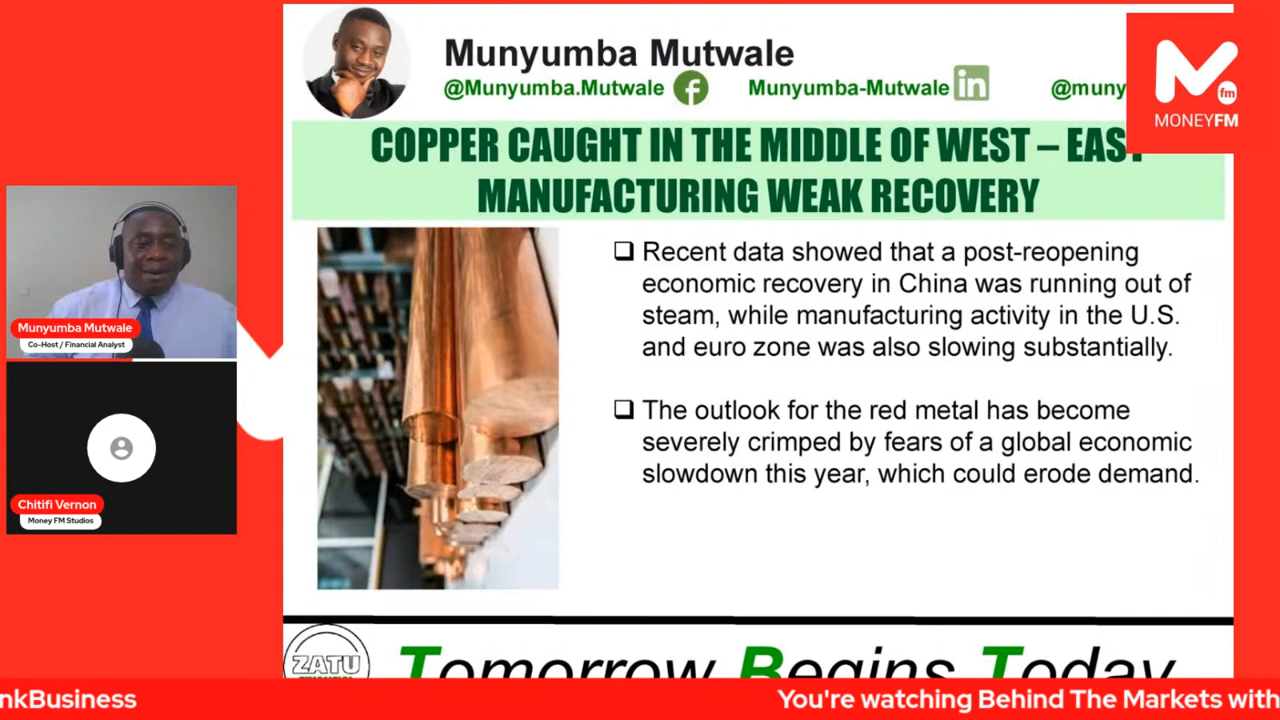 Munyumba Mutwale
@Munyumba.Mutwale Munyumba-Mutwale @muny
fm
MONEYFM
COPPER CAUGHT IN THE MIDDLE OF WEST – EAST
MANUFACTURING WEAK RECOVERY
Recent data showed that a post-reopening
economic recovery in China was running out of
steam, while manufacturing activity in the U.S.
and euro zone was also slowing substantially.
The outlook for the red metal has become
severely crimped by fears of a global economic
slowdown this year, which could erode demand.
Munyumba Mutwale
Co-Host / Financial Analyst
Chitifi Vernon
Money FM Studios
ZATU
Tomorrow Begins Today
nkBusiness
You're watching Behind The Markets with